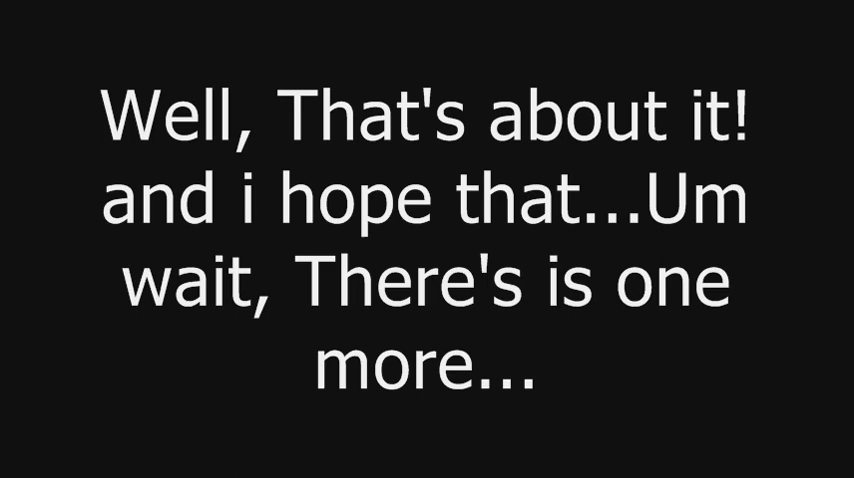 Well, That's about it!
and i hope that...Um
wait, There's is one
more...